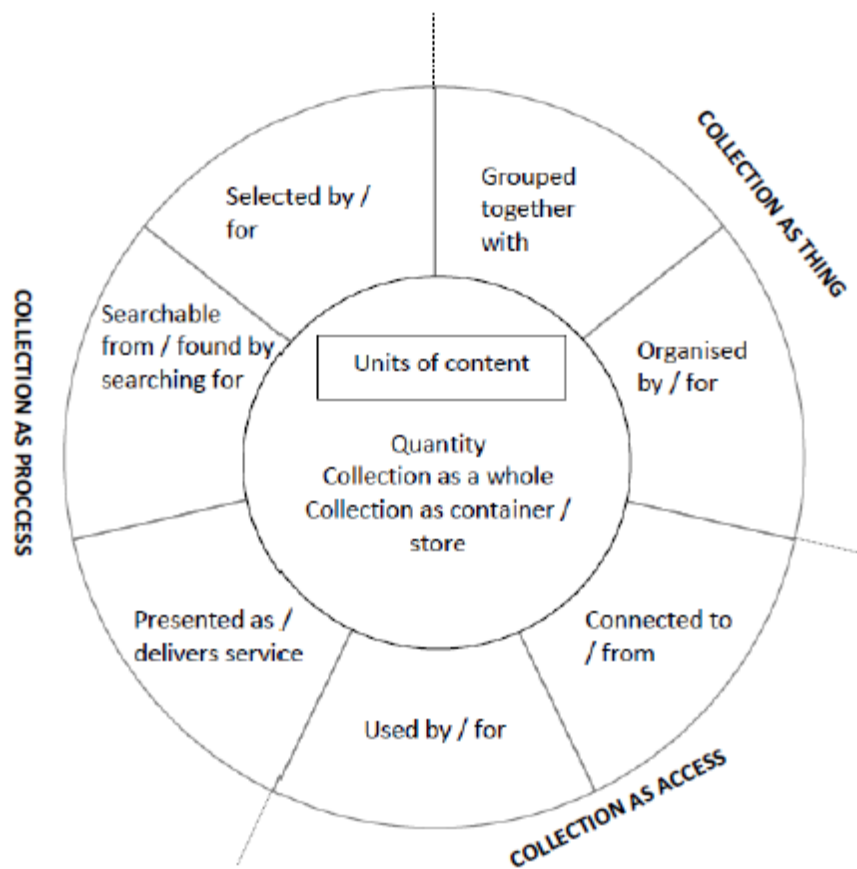 COLLECTION AS THING
Selected by /
for
Grouped
together
with
Searchable
from / found by
searching for
Units of content
Organised
by / for
Quantity
Collection as a whole
Collection as container /
store
COLLECTION AS PROCCESS
Presented as /
delivers service
Connected to
/ from
Used by / for
COLLECTION AS ACCESS